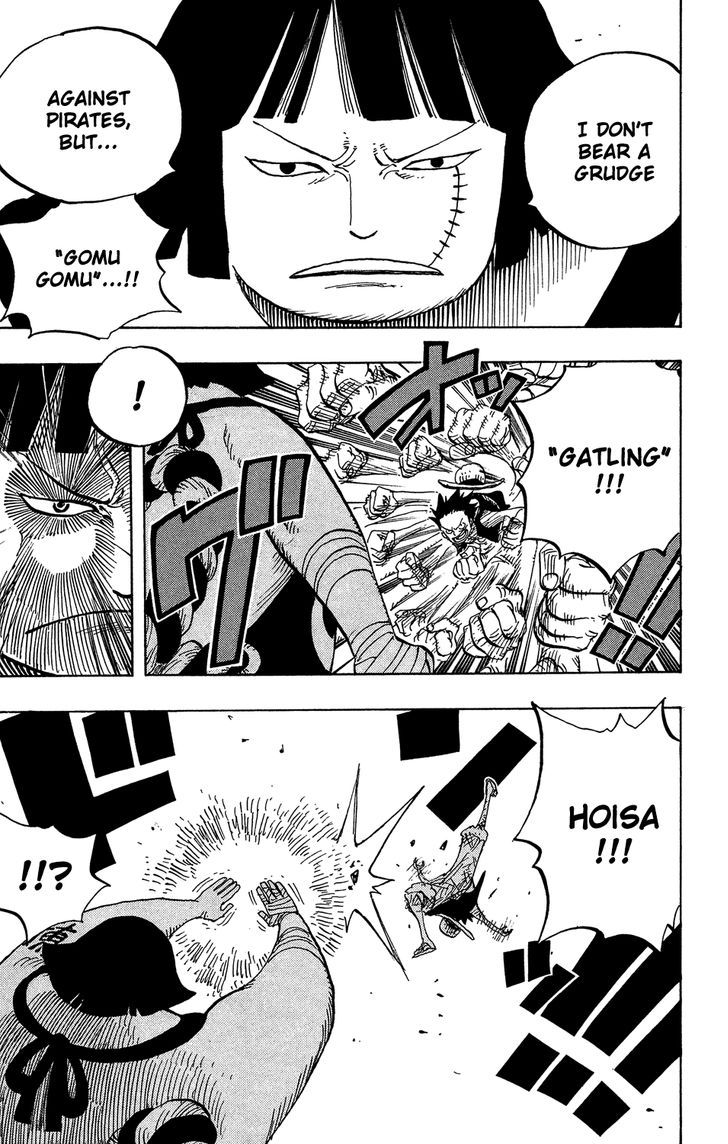 I DON'T
BEAR A
GRUDGE
AGAINST
PIRATES,
BUT...
"GOMU
GOMU"...!!
"GATLING"
!!!
!
HOISA
!!!
!!?